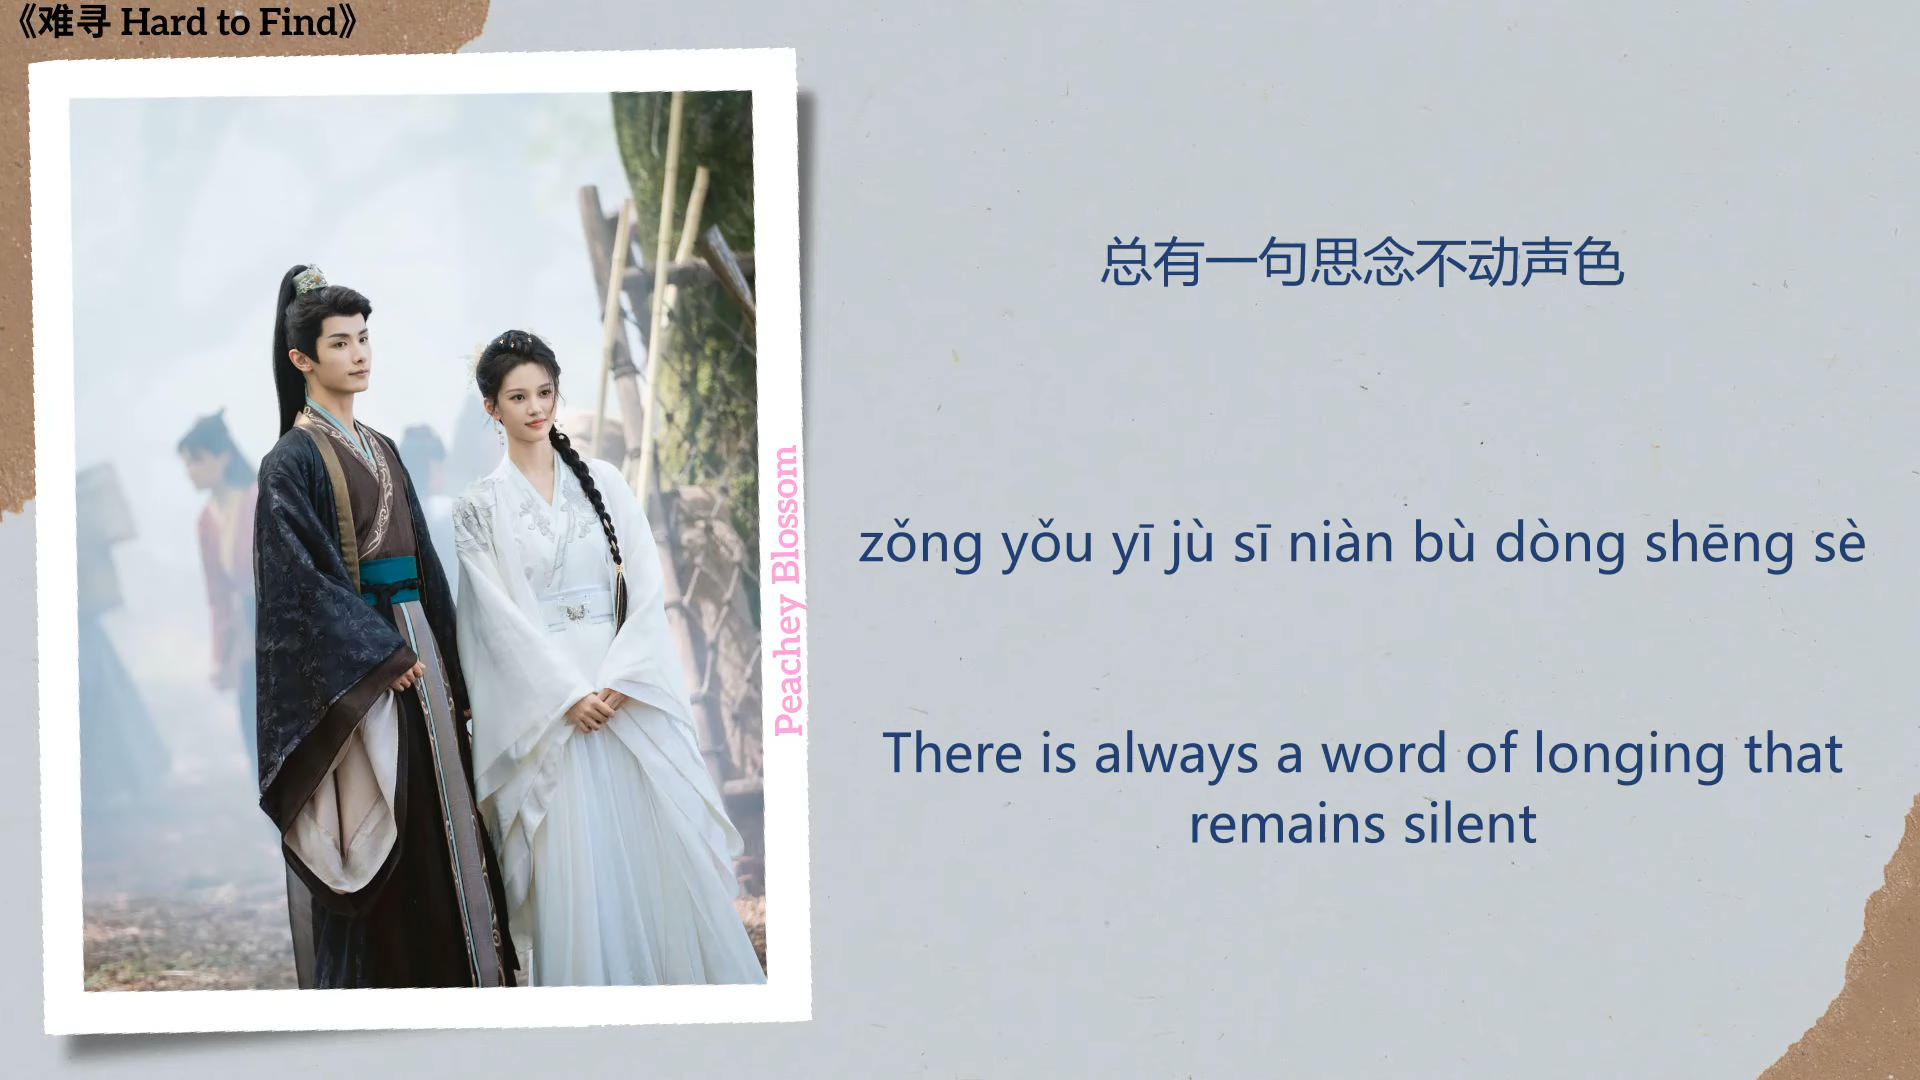 《难寻 Hard to Find》
总有一句思念不动声色
zǒng yǒu yī jù sī niàn bù dòng shēng sè
There is always a word of longing that
remains silent
Peachey Blossom